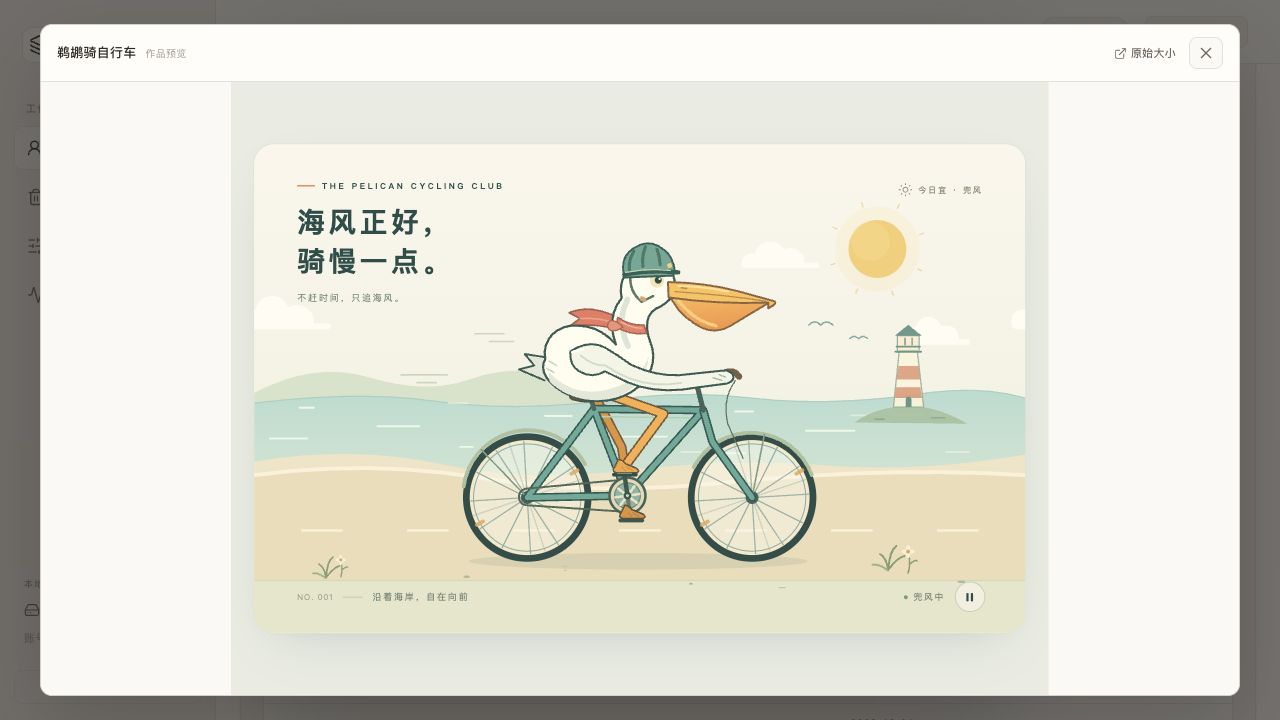 鹈鹕骑自行车 作品预览
原始大小
THE PELICAN CYCLING CLUB
今日宜 · 兜风
海风正好，
骑慢一点。
不赶时间，只追海风。
NO. 001
沿着海岸，自在向前
兜风中